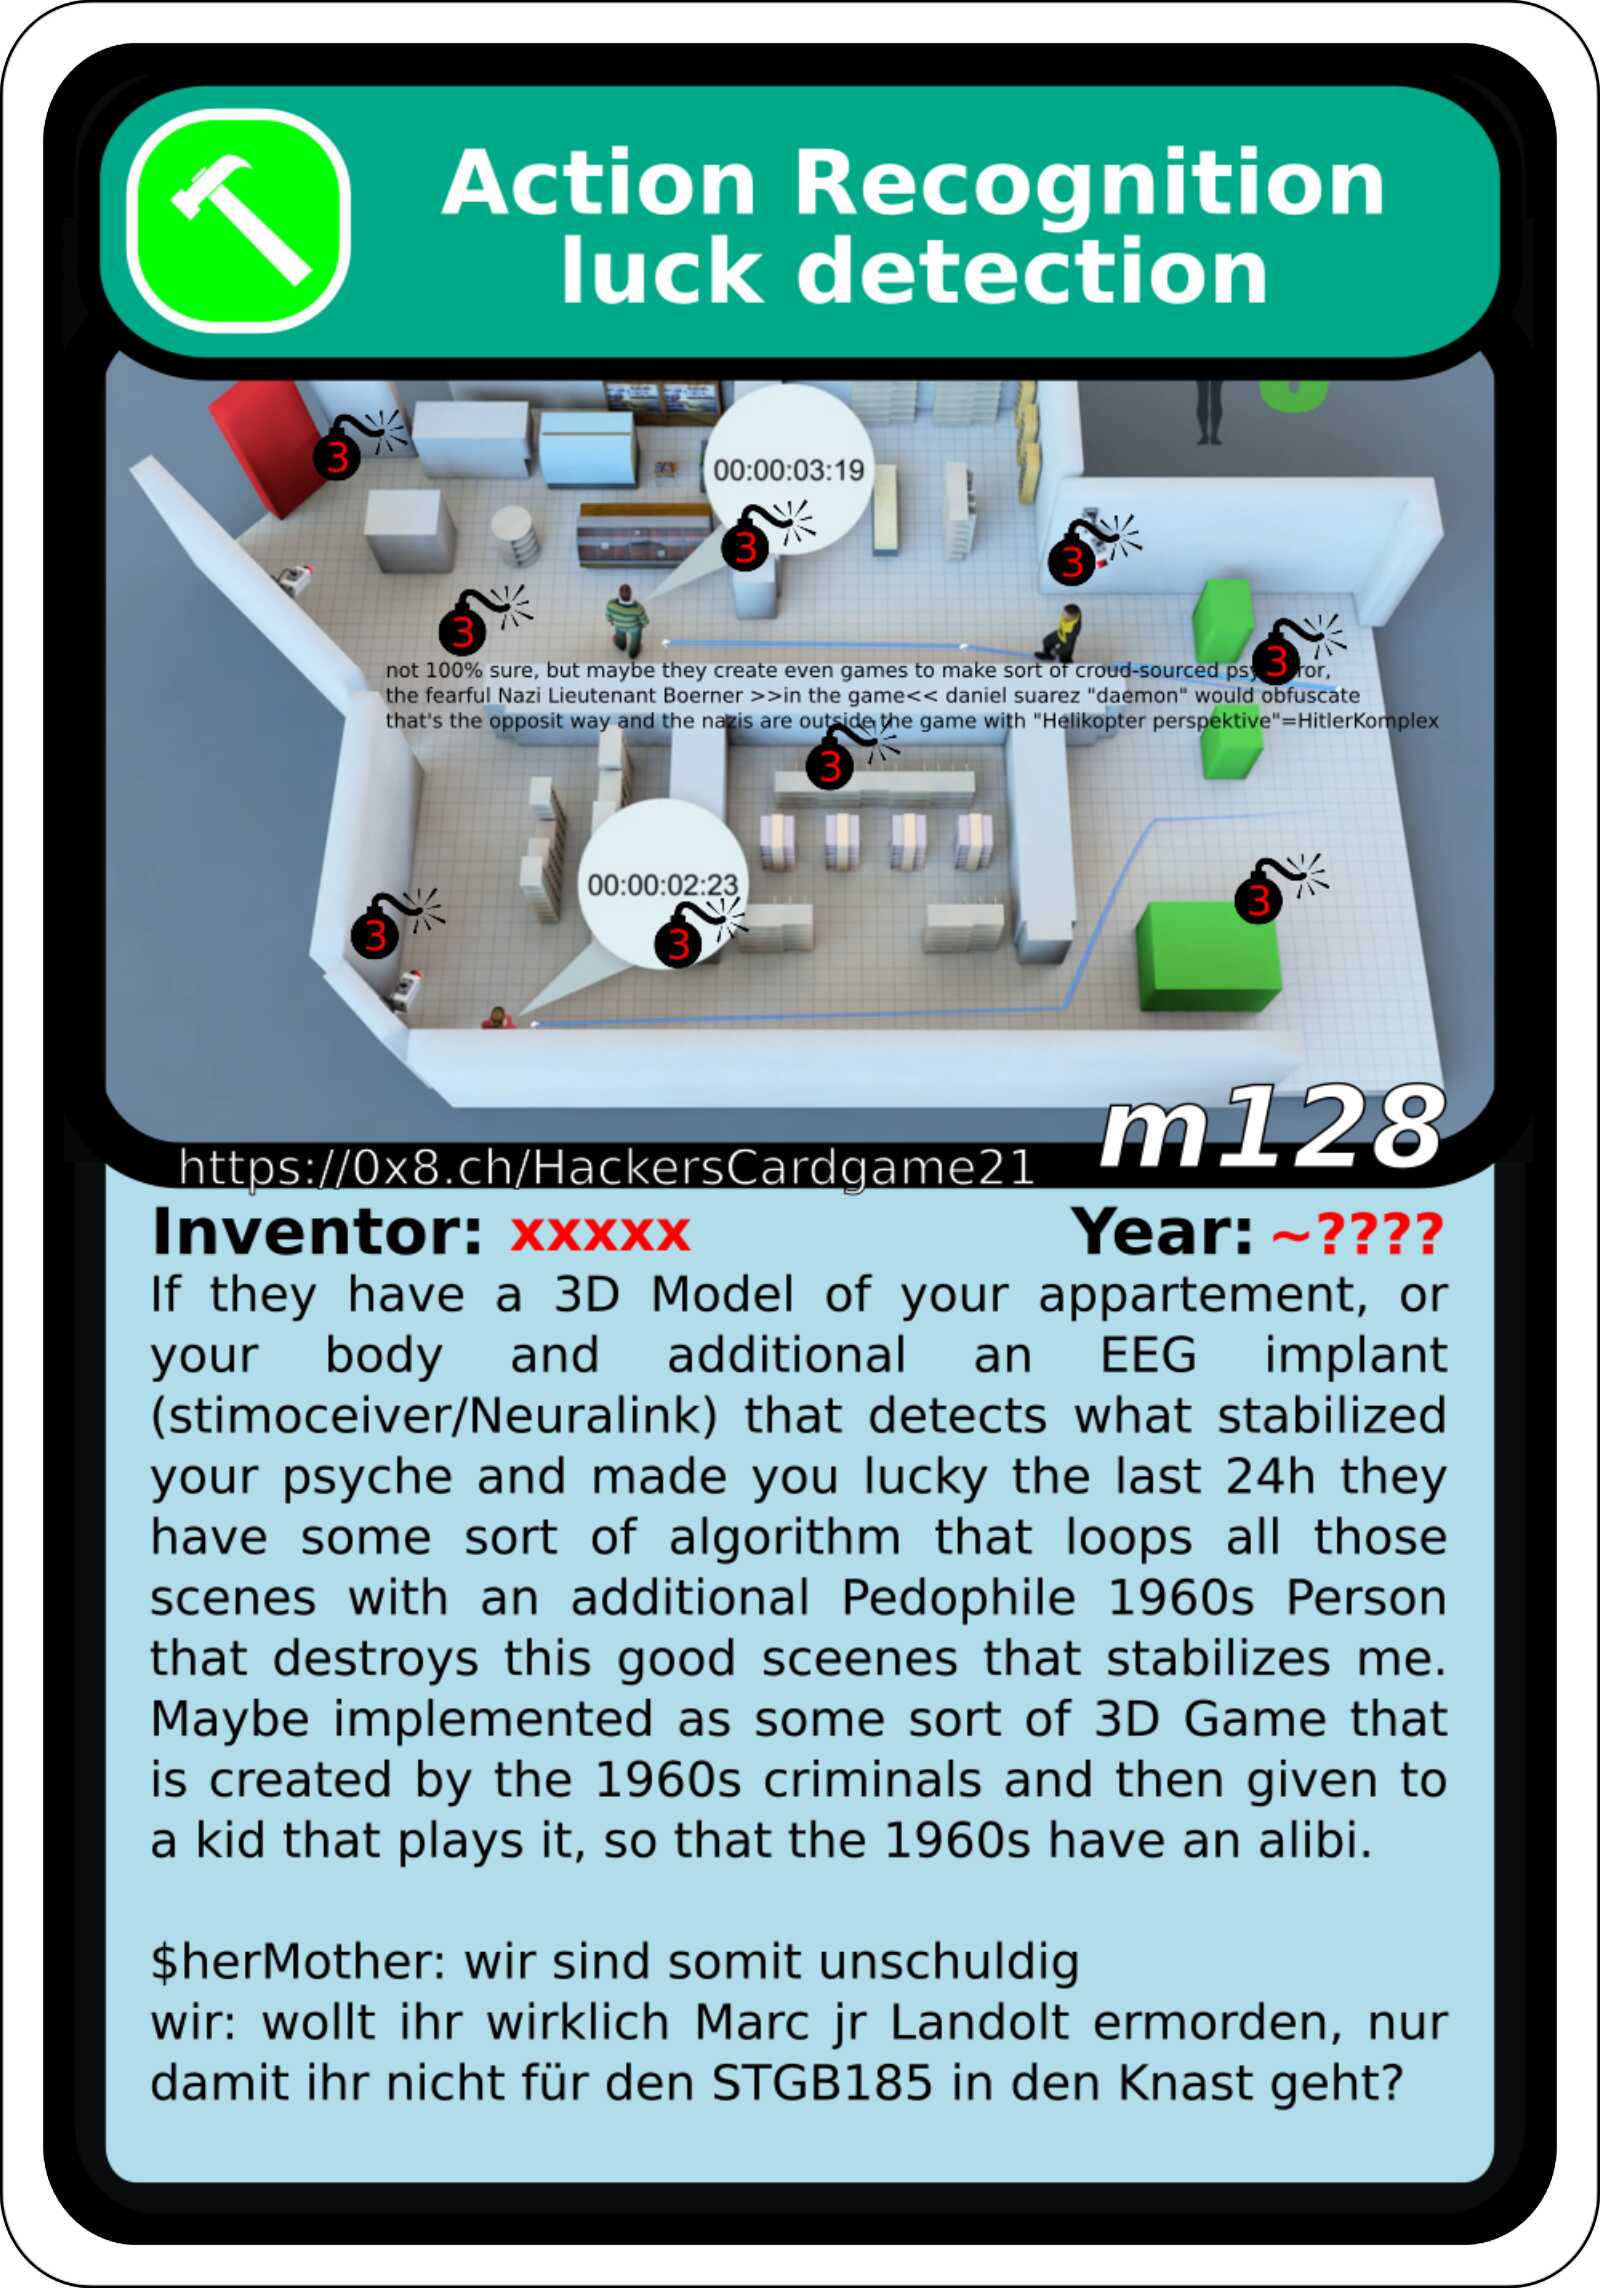 Action Recognition
luck detection
00:00:03:19
3
3
3
3
3
not 100% sure, but maybe they create even games to make sort of croud-sourced
the fearful Nazi Lieutenant Boerner >>in the game<< daniel suarez "daemon" would obfuscate
that's the opposit way and the nazis are outside the game with "Helikopter perspektive"=HitlerKomplex
3
00:00:02:23
3
3
3
m128
https://0x8.ch/HackersCardgame21
Inventor: xxxxx Year: ~????
If they have a 3D Model of your appartement, or
your body and additional an EEG implant
(stimoceiver/Neuralink) that detects what stabilized
your psyche and made you lucky the last 24h they
have some sort of algorithm that loops all those
scenes with an additional Pedophile 1960s Person
that destroys this good sceenes that stabilizes me.
Maybe implemented as some sort of 3D Game that
is created by the 1960s criminals and then given to
a kid that plays it, so that the 1960s have an alibi.
$herMother: wir sind somit unschuldig
wir: wollt ihr wirklich Marc jr Landolt ermorden, nur
damit ihr nicht für den STGB185 in den Knast geht?